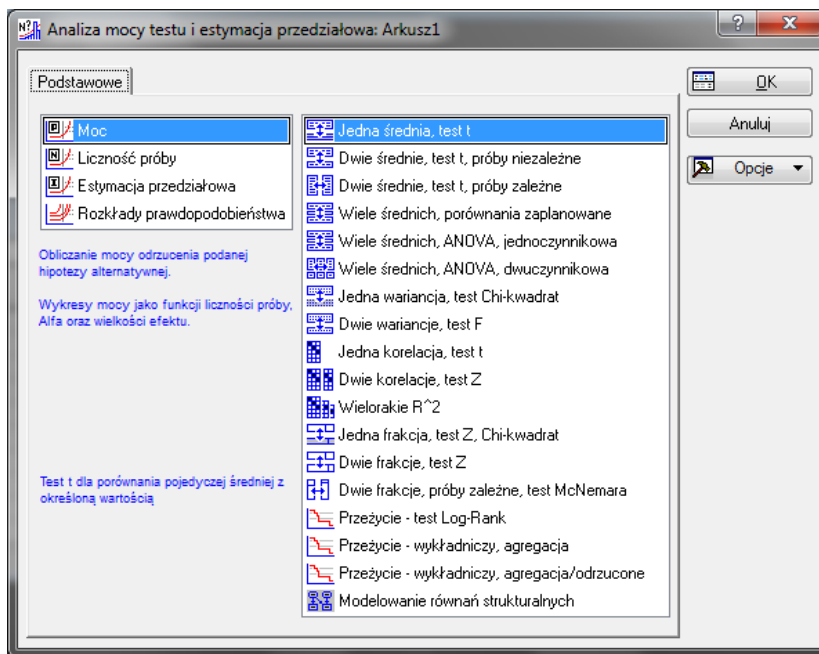 Analiza mocy testu i estymacja przedziałowa: Arkusz1
Podstawowe
Moc
Liczność próby
Estymacja przedziałowa
Rozkłady prawdopodobieństwa
Obliczanie mocy odrzucenia podanej
hipotezy alternatywnej.
Wykresy mocy jako funkcji liczności próby,
Alfa oraz wielkości efektu.
Test t dla porównania pojedyczej średniej z
określoną wartością
Jedna średnia, test t
Dwie średnie, test t, próby niezależne
Dwie średnie, test t, próby zależne
Wiele średnich, porównania zaplanowane
Wiele średnich, ANOVA, jednoczynnikowa
Wiele średnich, ANOVA, dwuczynnikowa
Jedna wariancja, test Chi-kwadrat
Dwie wariancje, test F
Jedna korelacja, test t
Dwie korelacje, test Z
Wielorakie R^2
Jedna frakcja, test Z, Chi-kwadrat
Dwie frakcje, test Z
Dwie frakcje, próby zależne, test McNemara
Przeżycie - test Log-Rank
Przeżycie - wykładniczy, agregacja
Przeżycie - wykładniczy, agregacja/odrzucone
Modelowanie równań strukturalnych
OK
Anuluj
Opcje